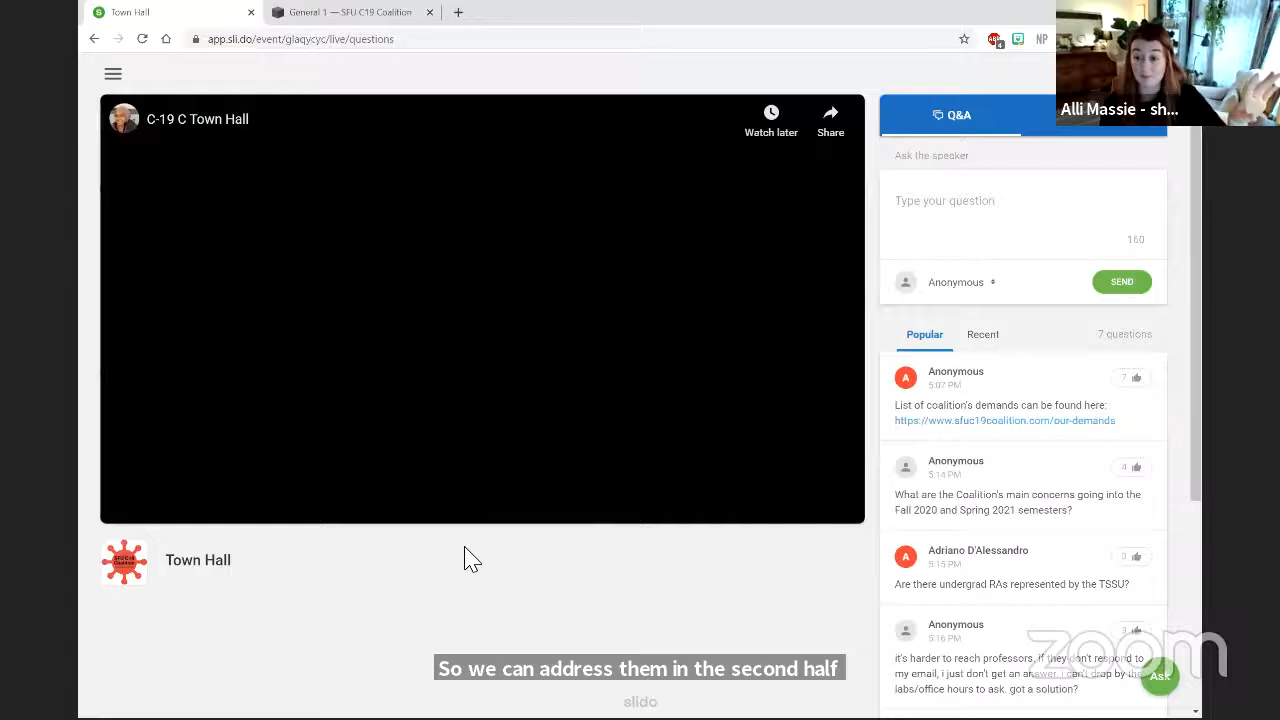 Town Hall
General 1 — SFU C19 Coalition
app.sli.do/event/glaqycyc/live/questions
ABP
4
NP
Alli Massie - sh...
C-19 C Town Hall
Watch later
Share
Q&A
Ask the speaker
Type your question
160
Anonymous
SEND
Popular
Recent
7 questions
A
Anonymous
5:07 PM
7
List of coalition's demands can be found here:
https://www.sfuc19coalition.com/our-demands
Anonymous
5:14 PM
4
What are the Coalition's main concerns going into the
Fall 2020 and Spring 2021 semesters?
A
Adriano D'Alessandro
5:15 PM
3
Are there undergrad RAs represented by the TSSU?
Anonymous
5:16 PM
3
it's harder to reach professors, if they don't respond to
my email, i just don't get an answer. i can't drop by the
labs/office hours to ask. got a solution?
Ask
SFU C19
Coalition
Town Hall
So we can address them in the second half
slido
zoom